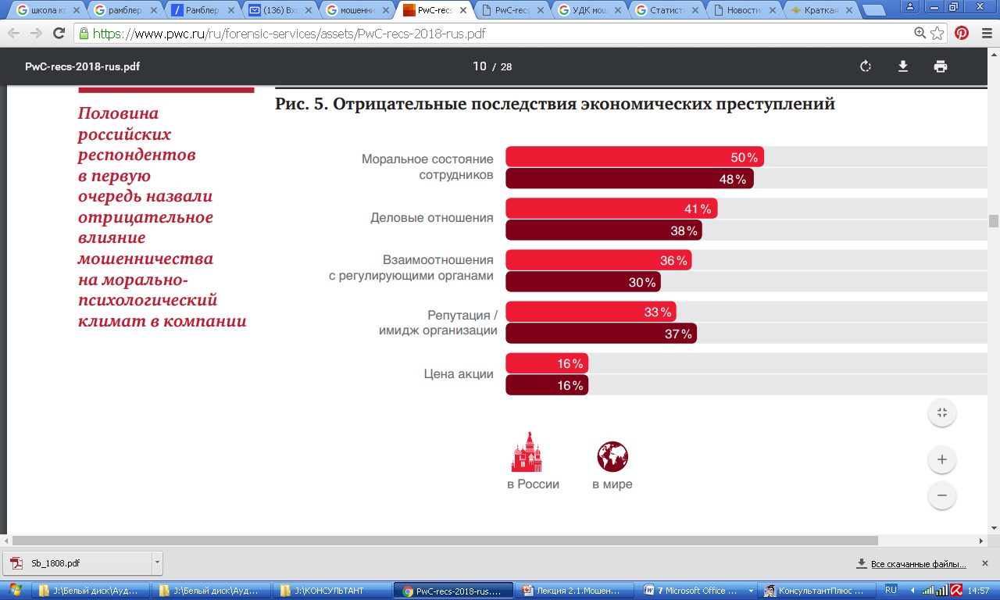 школа кр
рамблер
Рамблер
(136) Вхо
мошенни
PwC-recs
PwC-recs
УДК мош
Статист
Новости
Краткая
https://www.pwc.ru/ru/forensic-services/assets/PwC-recs-2018-rus.pdf
PwC-recs-2018-rus.pdf
10 / 28
Половина
российских
респондентов
в первую
очередь назвали
отрицательное
влияние
мошенничества
на морально-
психологический
климат в компании
Рис. 5. Отрицательные последствия экономических преступлений
Моральное состояние
сотрудников
50 %
48 %
Деловые отношения
41 %
38 %
Взаимоотношения
с регулирующими органами
36 %
30 %
Репутация /
имидж организации
33 %
37 %
Цена акции
16 %
16 %
в России
в мире
Sb_1808.pdf
Все скачанные файлы...
J:\Белый диск\Ауд...
J:\Белый диск\Ауд...
J:\КОНСУЛЬТАНТ
PwC-recs-2018-rus....
Лекция 2.1.Мошен...
7 Microsoft Office ...
КонсультантПлюс ...
RU
14:57